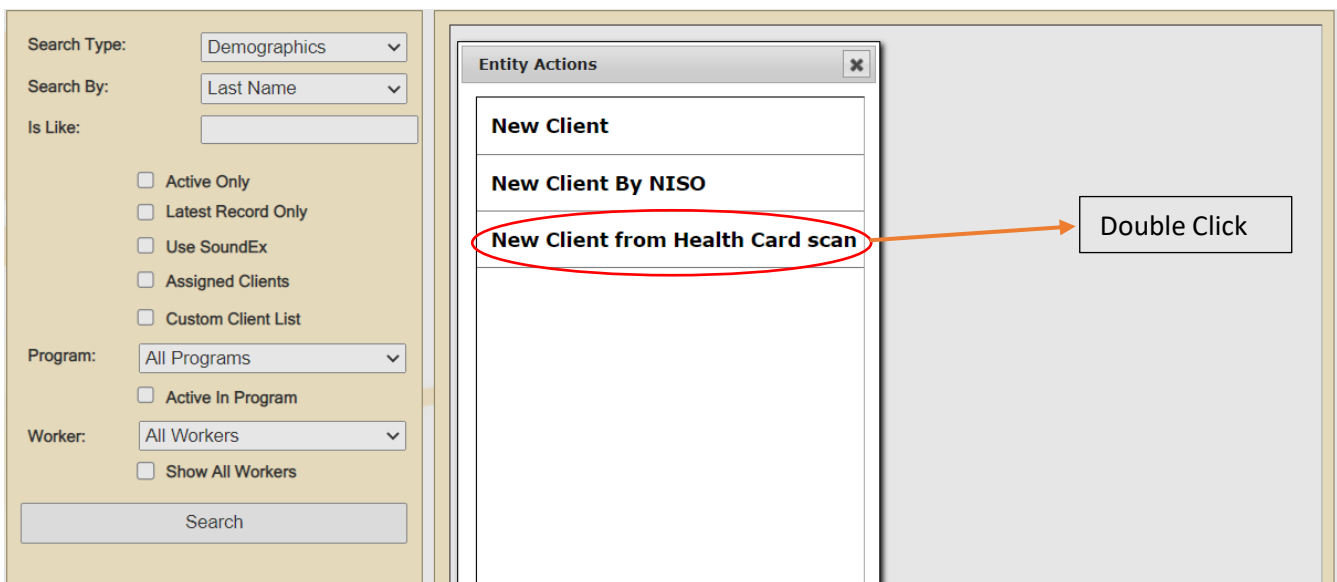 Search Type:
Demographics
Search By:
Last Name
Is Like:
Active Only
Latest Record Only
Use SoundEx
Assigned Clients
Custom Client List
Program:
All Programs
Active In Program
Worker:
All Workers
Show All Workers
Search
Entity Actions
New Client
New Client By NISO
New Client from Health Card scan
Double Click